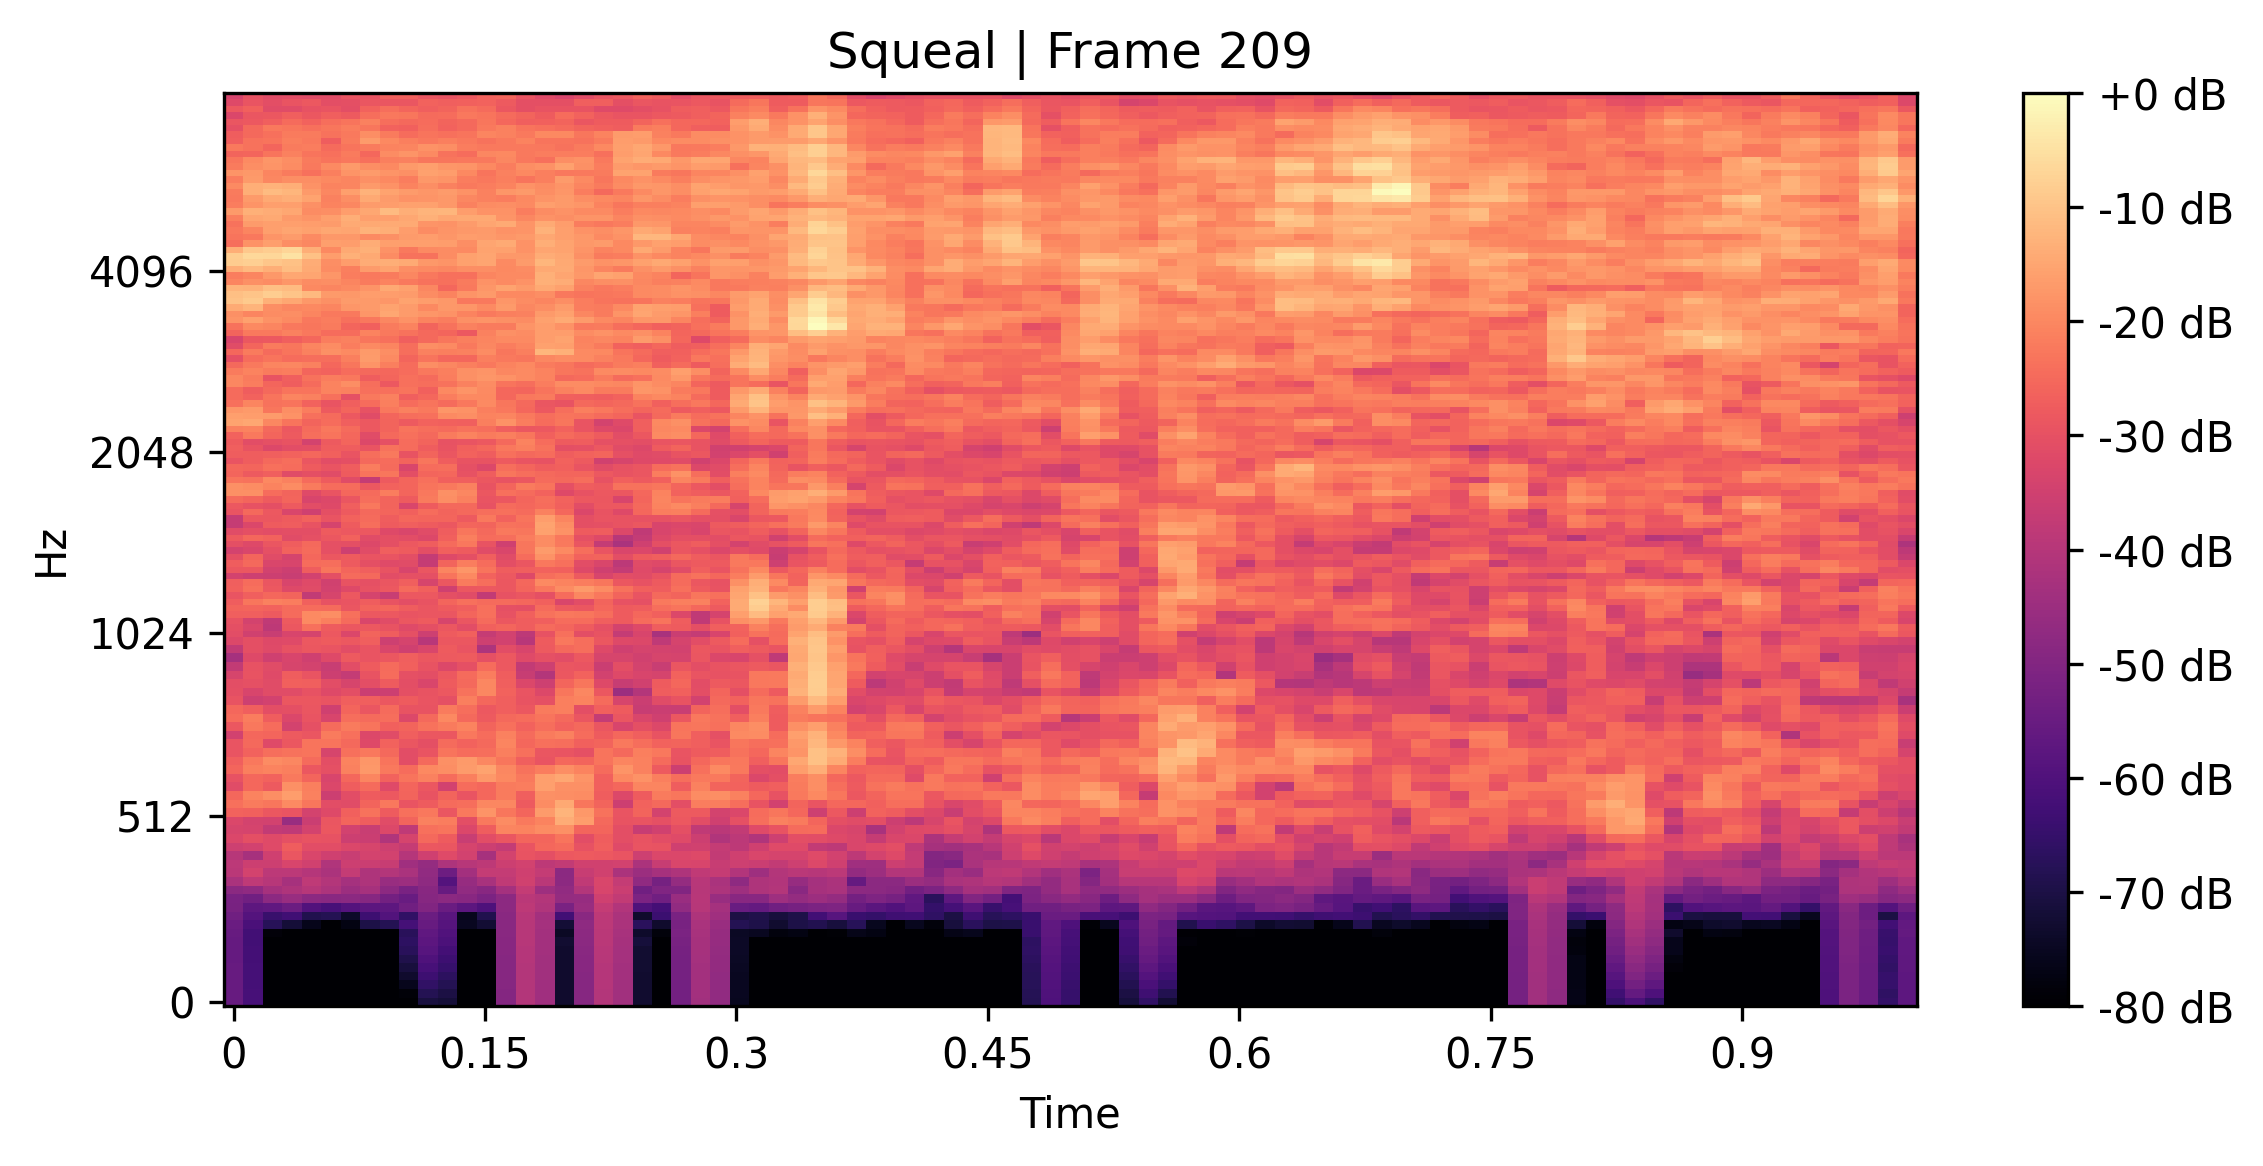 Squeal | Frame 209
+0 dB
-10 dB
-20 dB
-30 dB
-40 dB
-50 dB
-60 dB
-70 dB
-80 dB
Hz
4096
2048
1024
512
0
0 0.15 0.3 0.45 0.6 0.75 0.9
Time